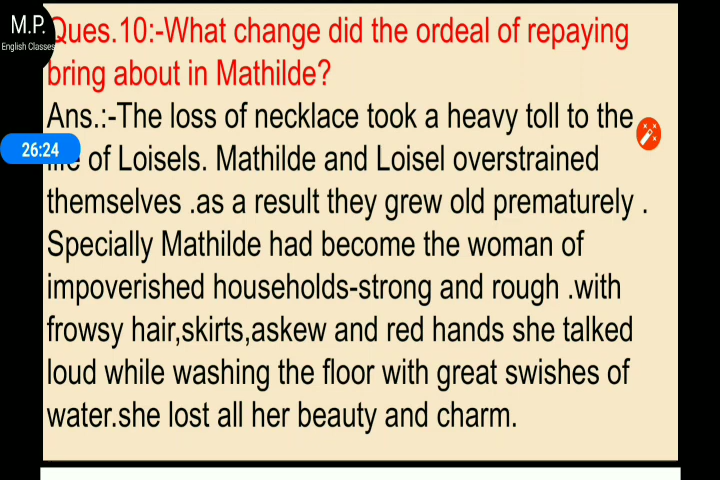 M.P.
English Classes
Ques.10:-What change did the ordeal of repaying
bring about in Mathilde?
Ans.:-The loss of necklace took a heavy toll to the
26:24
life of Loisels. Mathilde and Loisel overstrained
themselves .as a result they grew old prematurely .
Specially Mathilde had become the woman of
impoverished households-strong and rough .with
frowsy hair,skirts,askew and red hands she talked
loud while washing the floor with great swishes of
water.she lost all her beauty and charm.